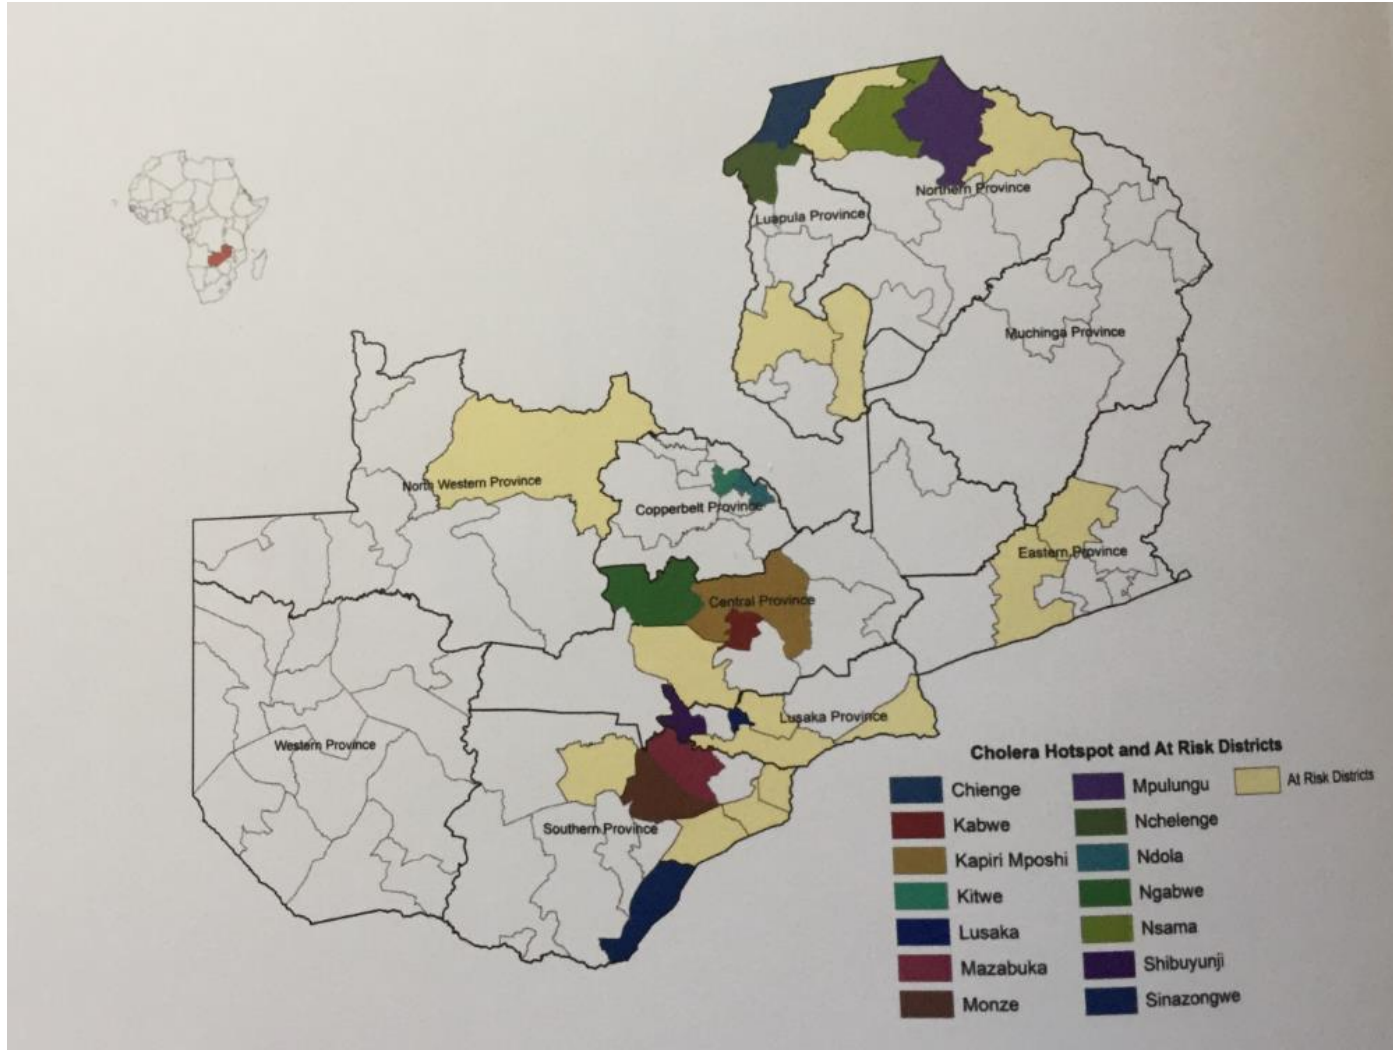 Northern Province
Luapula Province
Muchinga Province
North Western Province
Copperbelt Province
Eastern Province
Central Province
Lusaka Province
Western Province
Southern Province
Cholera Hotspot and At Risk Districts
Chienge
Kabwe
Kapiri Mposhi
Kitwe
Lusaka
Mazabuka
Monze
Mpulungu
Nchelenge
Ndola
Ngabwe
Nsama
Shibuyunji
Sinazongwe
At Risk Districts